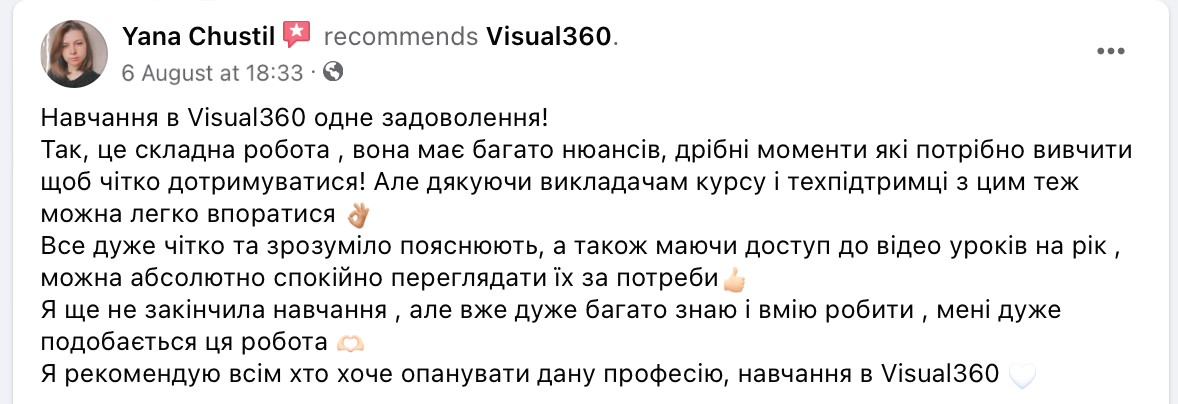 Yana Chustil recommends Visual360.
6 August at 18:33 ·
Навчання в Visual360 одне задоволення!
Так, це складна робота , вона має багато нюансів, дрібні моменти які потрібно вивчити
щоб чітко дотримуватися! Але дякуючи викладачам курсу і техпідтримці з цим теж
можна легко впоратися 👌🏽
Все дуже чітко та зрозуміло пояснюють, а також маючи доступ до відео уроків на рік ,
можна абсолютно спокійно переглядати їх за потреби👍🏻
Я ще не закінчила навчання , але вже дуже багато знаю і вмію робити , мені дуже
подобається ця робота 🫶🏻
Я рекомендую всім хто хоче опанувати дану професію, навчання в Visual360 🤍